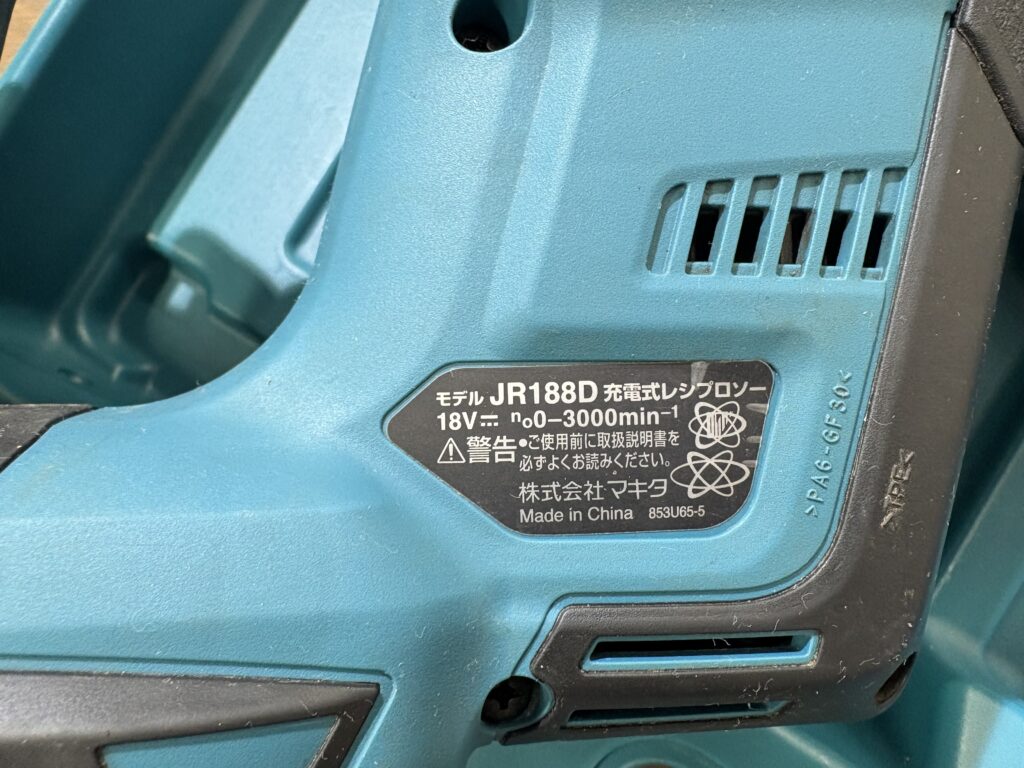 モデル JR188D 充電式レシプロソー
18V⎓ n₀0−3000min⁻¹
⚠警告 •ご使用前に取扱説明書を
必ずよくお読みください。
株式会社マキタ
Made in China 853U65-5
>PA6-GF30<
>TPE<